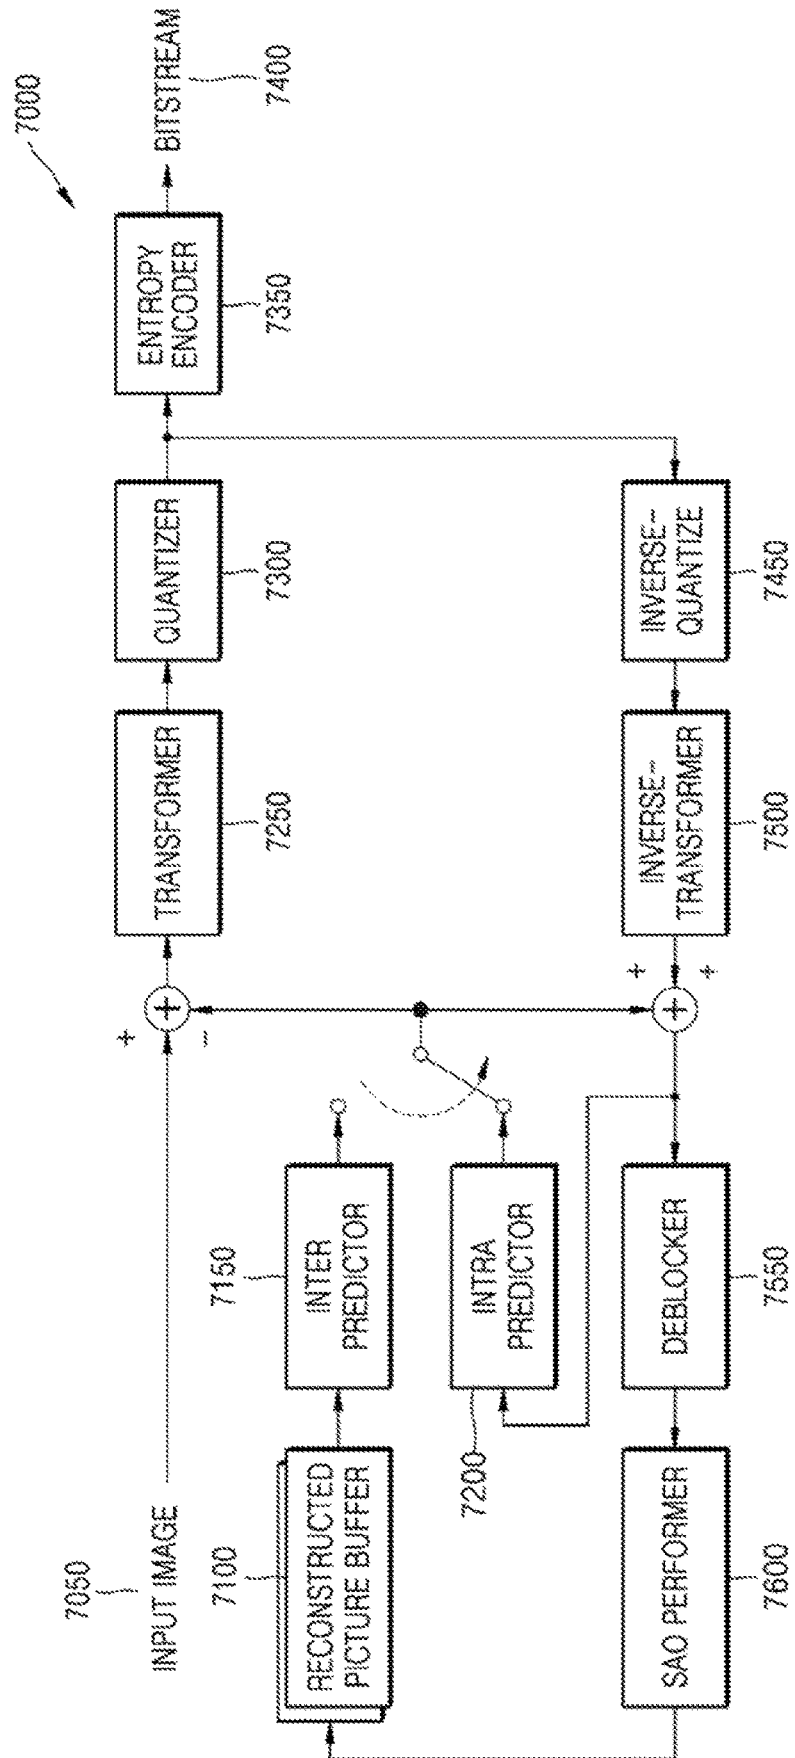 7000
7050
INPUT IMAGE
+
−
+
TRANSFORMER
7250
QUANTIZER
7300
ENTROPY
ENCODER
7350
BITSTREAM
7400
7100
RECONSTRUCTED
PICTURE BUFFER
7150
INTER
PREDICTOR
INTRA
PREDICTOR
7200
SAO PERFORMER
7600
DEBLOCKER
7550
+
+
+
INVERSE–
TRANSFORMER
7500
INVERSE–
QUANTIZE
7450